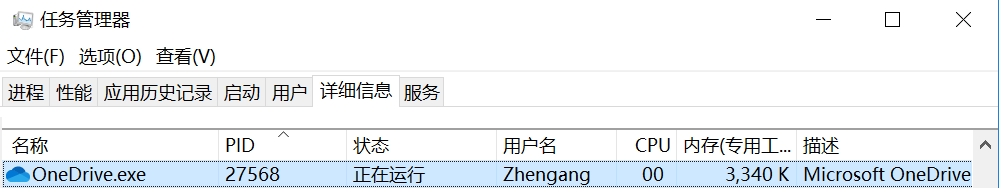 任务管理器
文件(F) 选项(O) 查看(V)
进程 性能 应用历史记录 启动 用户 详细信息 服务
名称 PID 状态 用户名 CPU 内存(专用工... 描述
OneDrive.exe 27568 正在运行 Zhengang 00 3,340 K Microsoft OneDrive